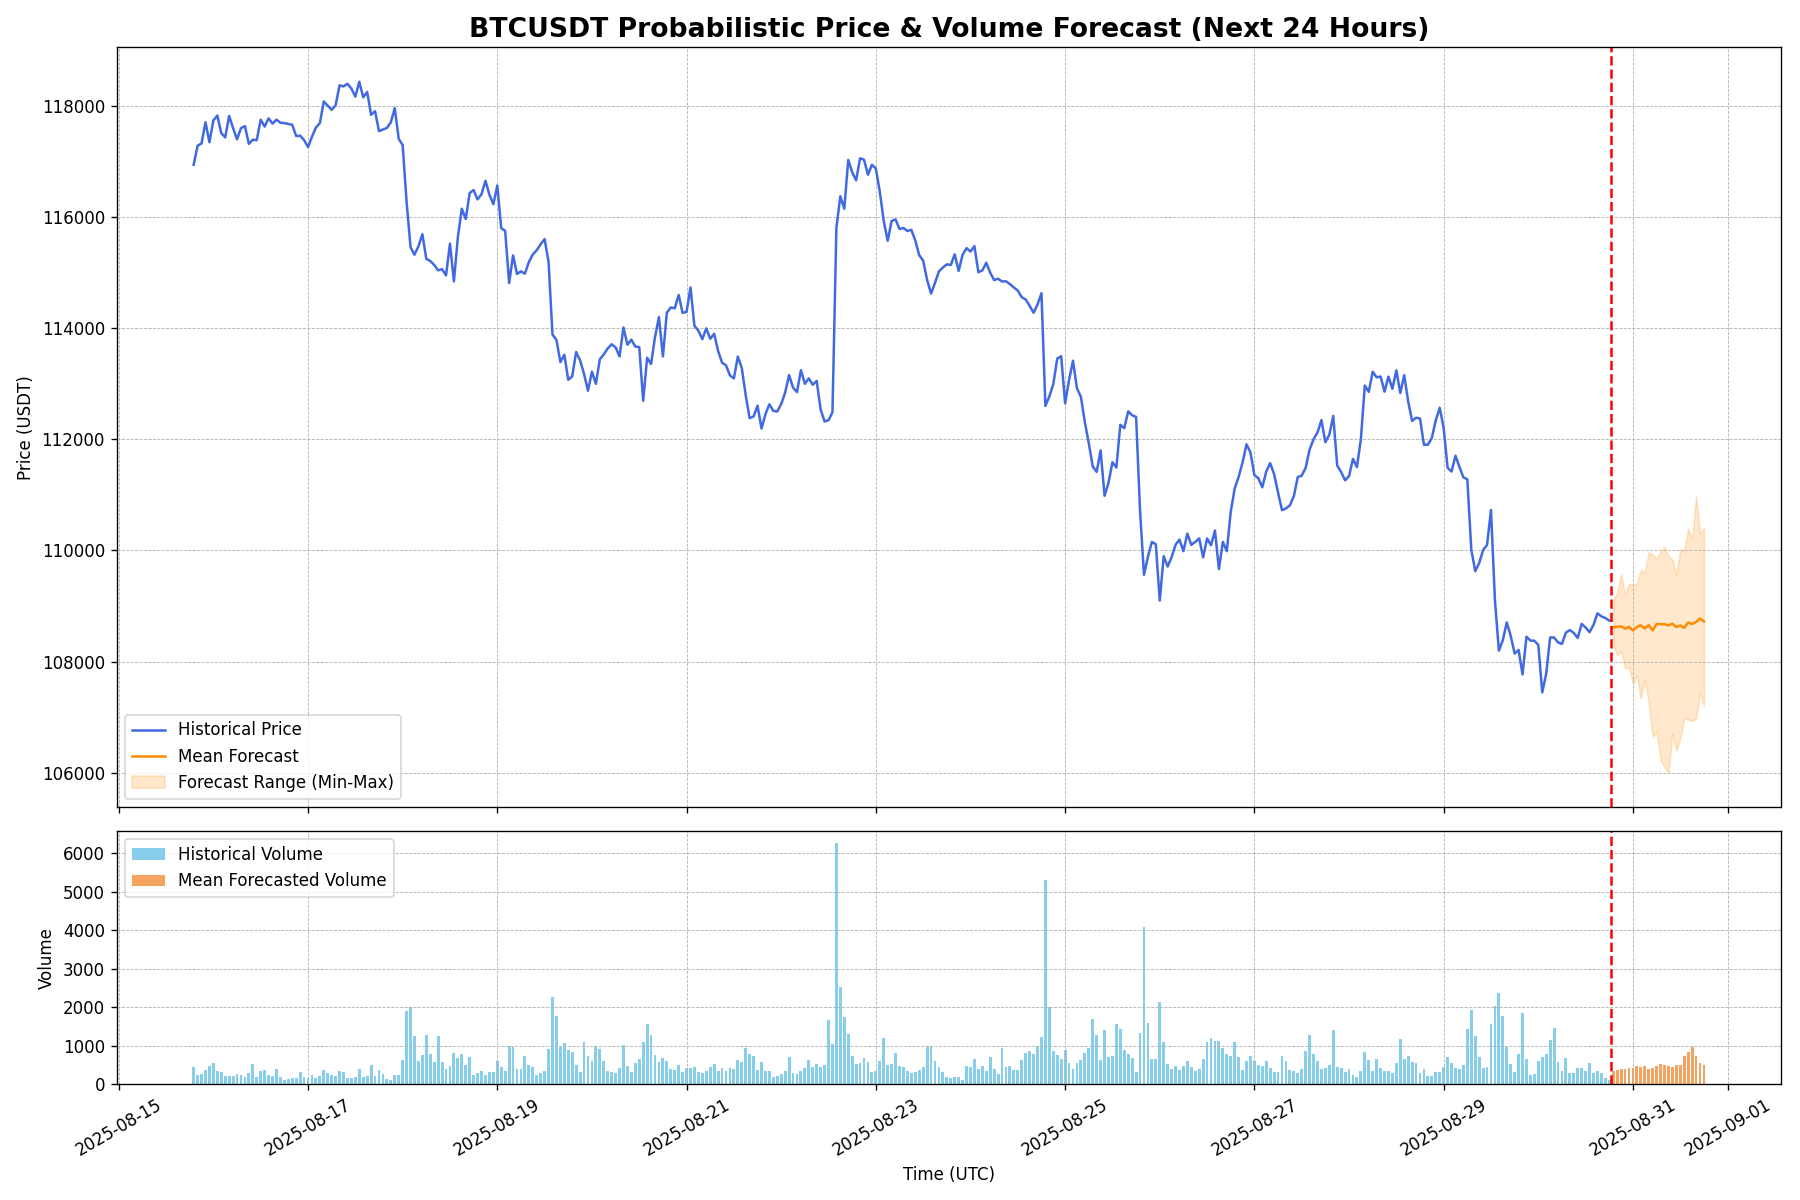 BTCUSDT Probabilistic Price & Volume Forecast (Next 24 Hours)
118000
116000
114000
112000
110000
108000
106000
Price (USDT)
Historical Price
Mean Forecast
Forecast Range (Min-Max)
6000
5000
4000
3000
2000
1000
0
Volume
Historical Volume
Mean Forecasted Volume
2025-08-15
2025-08-17
2025-08-19
2025-08-21
2025-08-23
2025-08-25
2025-08-27
2025-08-29
2025-08-31
2025-09-01
Time (UTC)